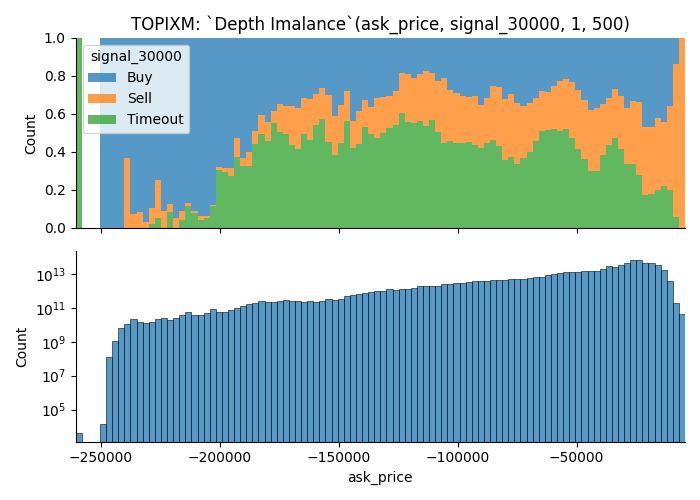 TOPIXM: `Depth Imalance`(ask_price, signal_30000, 1, 500)
1.0
0.8
0.6
0.4
0.2
0.0
Count
signal_30000
Buy
Sell
Timeout
10^13
10^11
10^9
10^7
10^5
Count
−250000 −200000 −150000 −100000 −50000
ask_price